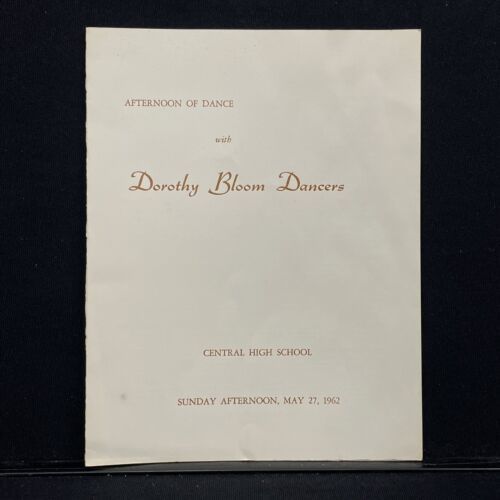 AFTERNOON OF DANCE
with
Dorothy Bloom Dancers
CENTRAL HIGH SCHOOL
SUNDAY AFTERNOON, MAY 27, 1962